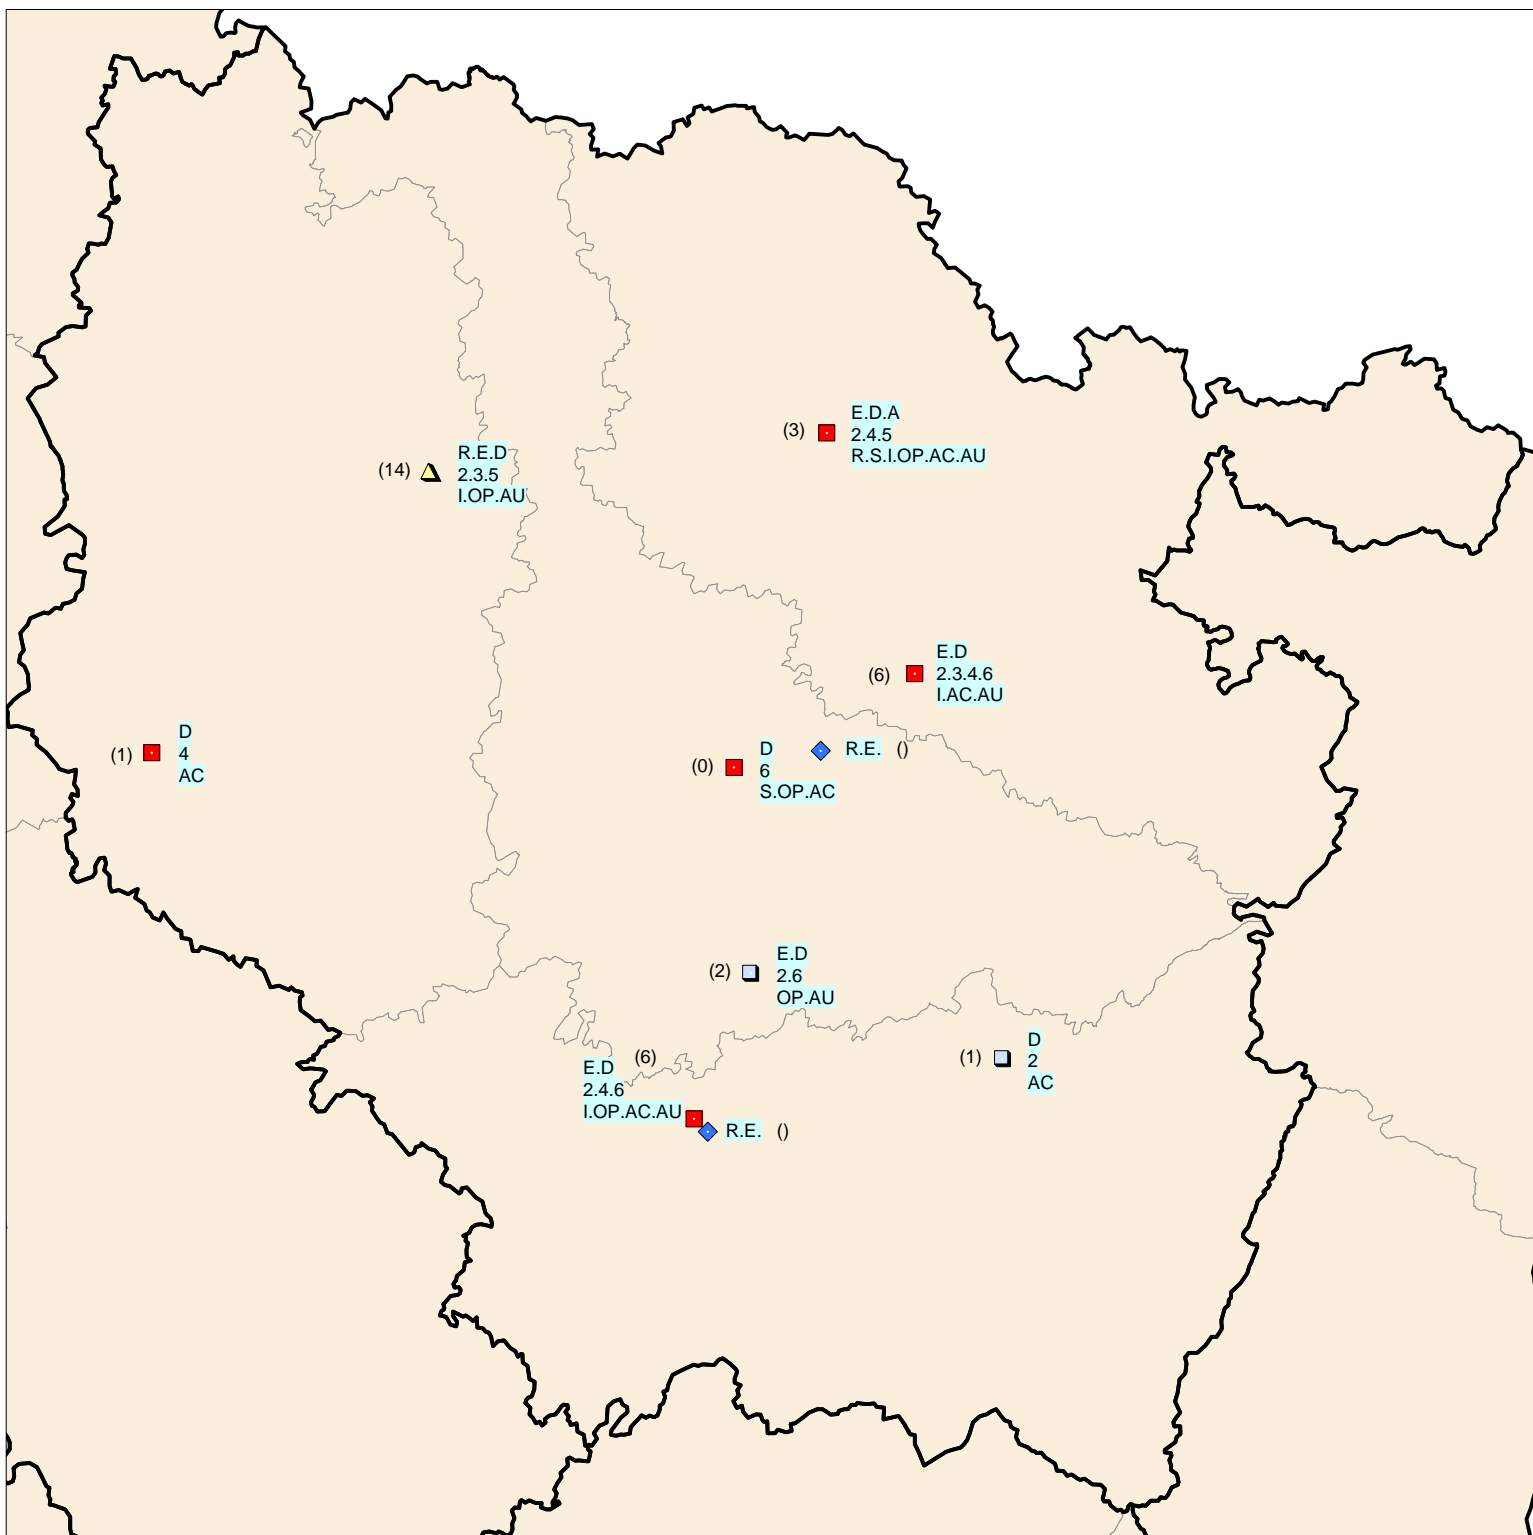 E.D.A
(3)
2.4.5
R.S.I.OP.AC.AU
R.E.D
(14)
2.3.5
I.OP.AU
E.D
(6)
2.3.4.6
I.AC.AU
D
(1)
4
AC
D
(0)
6
S.OP.AC
R.E. ()
E.D
(2)
2.6
OP.AU
D
(1)
2
AC
(6)
E.D
2.4.6
I.OP.AC.AU
R.E. ()